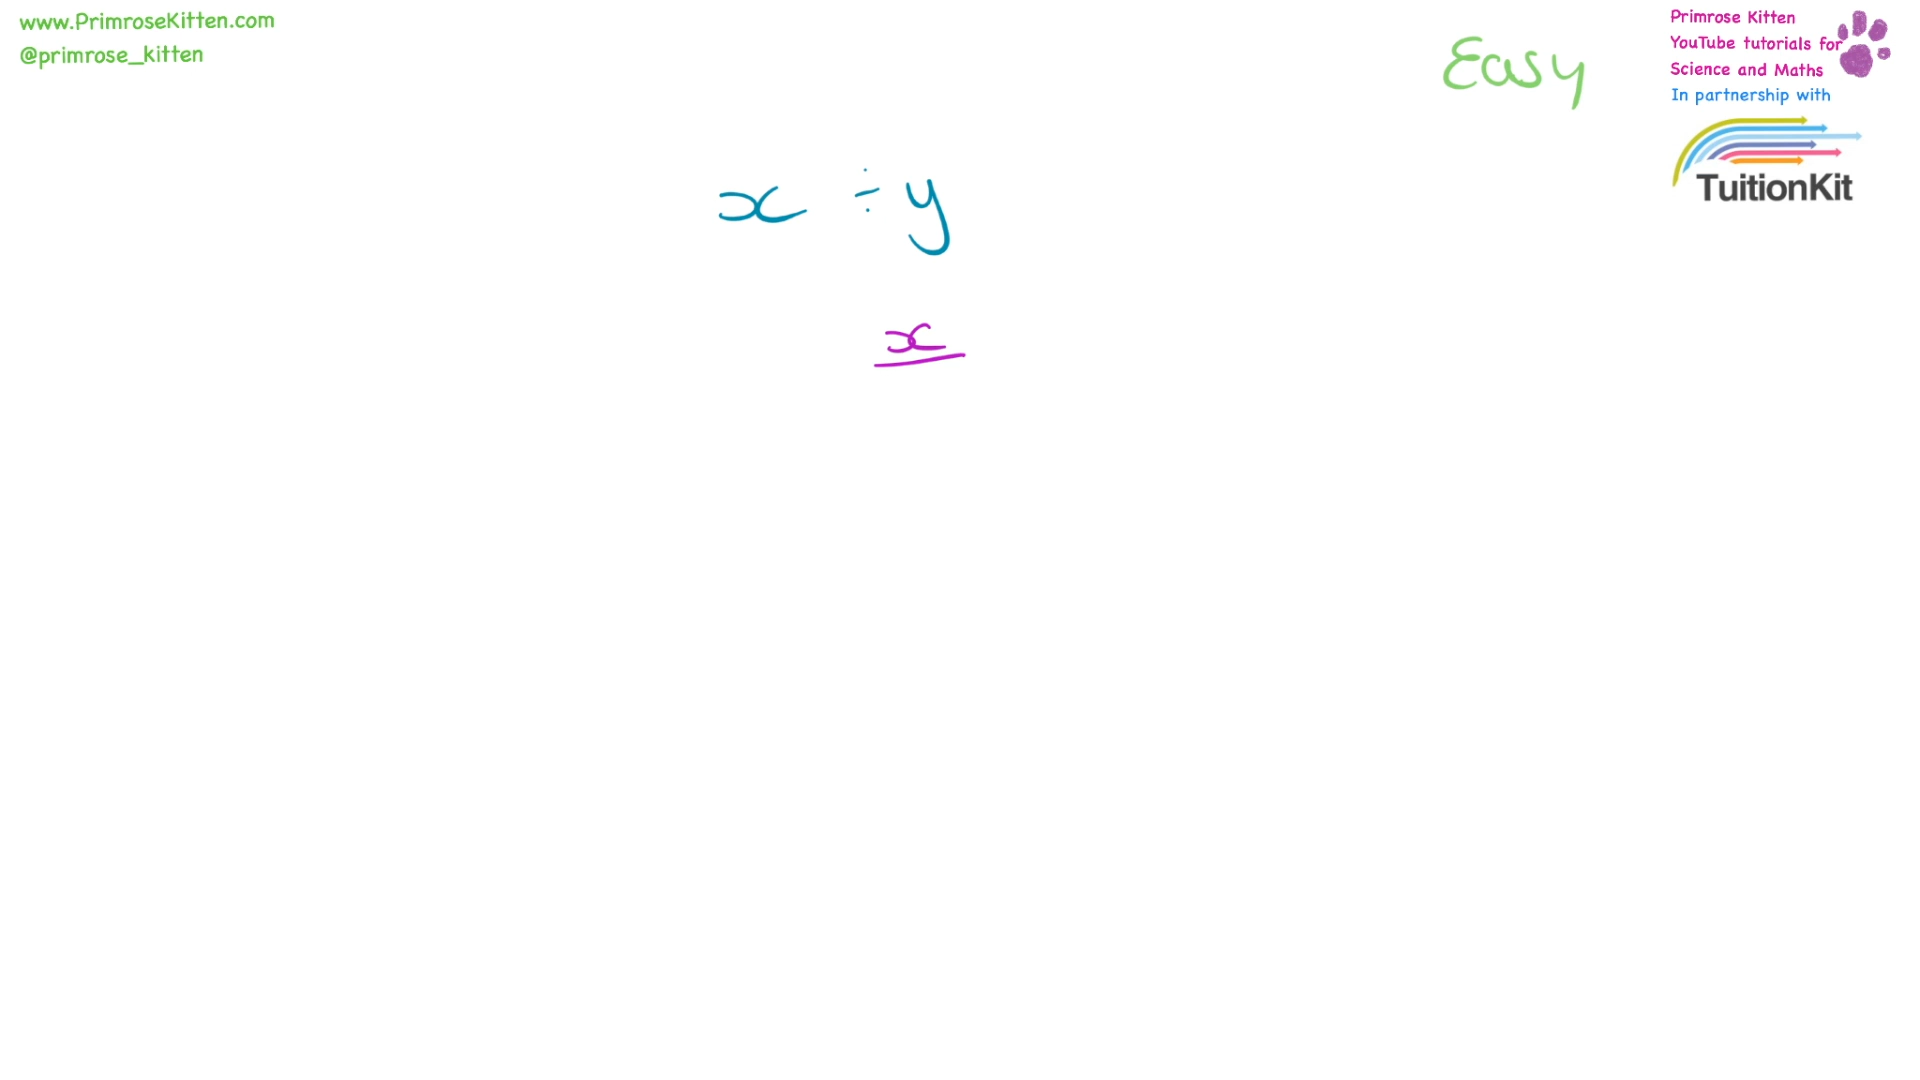 www.PrimroseKitten.com
@primrose_kitten
Easy
Primrose Kitten
YouTube tutorials for
Science and Maths
In partnership with
TuitionKit
x ÷ y
x